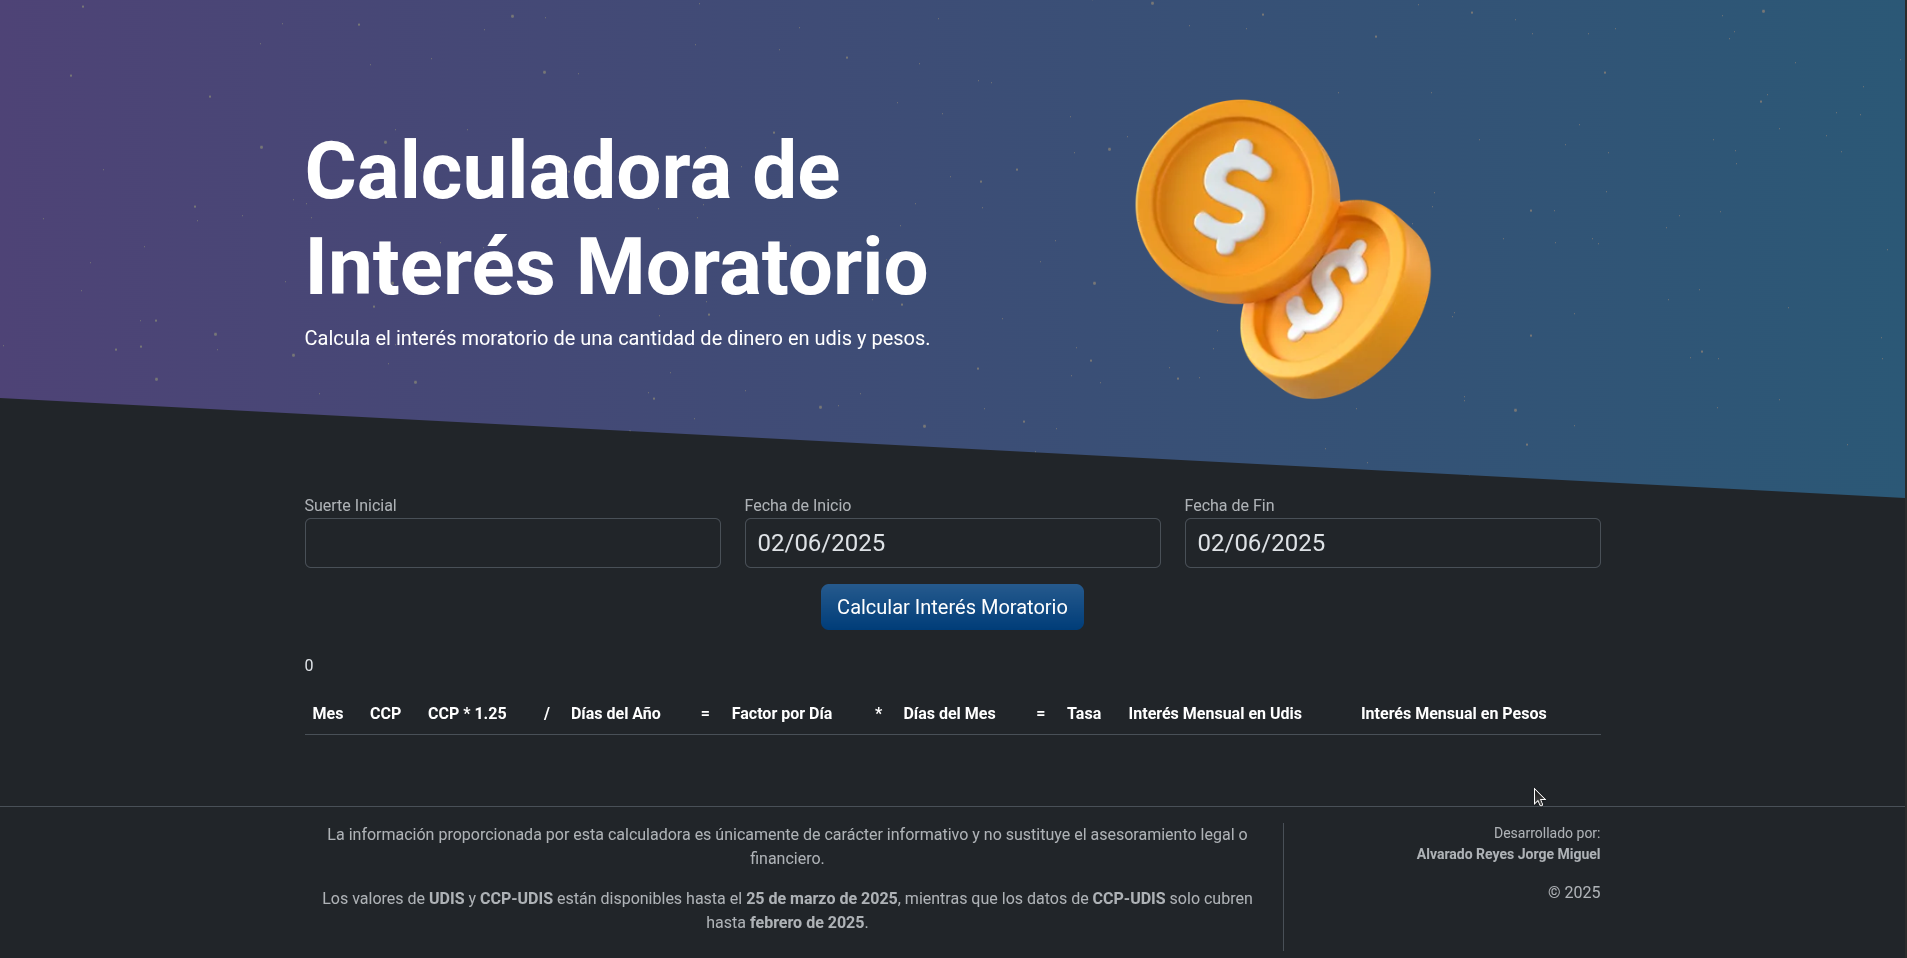 Calculadora de
Interés Moratorio
Calcula el interés moratorio de una cantidad de dinero en udis y pesos.
$
$
Suerte Inicial
Fecha de Inicio
Fecha de Fin
02/06/2025
02/06/2025
Calcular Interés Moratorio
0
Mes CCP CCP * 1.25 / Días del Año = Factor por Día * Días del Mes = Tasa Interés Mensual en Udis Interés Mensual en Pesos
La información proporcionada por esta calculadora es únicamente de carácter informativo y no sustituye el asesoramiento legal o
financiero.
Los valores de UDIS y CCP-UDIS están disponibles hasta el 25 de marzo de 2025, mientras que los datos de CCP-UDIS solo cubren
hasta febrero de 2025.
Desarrollado por:
Alvarado Reyes Jorge Miguel
© 2025